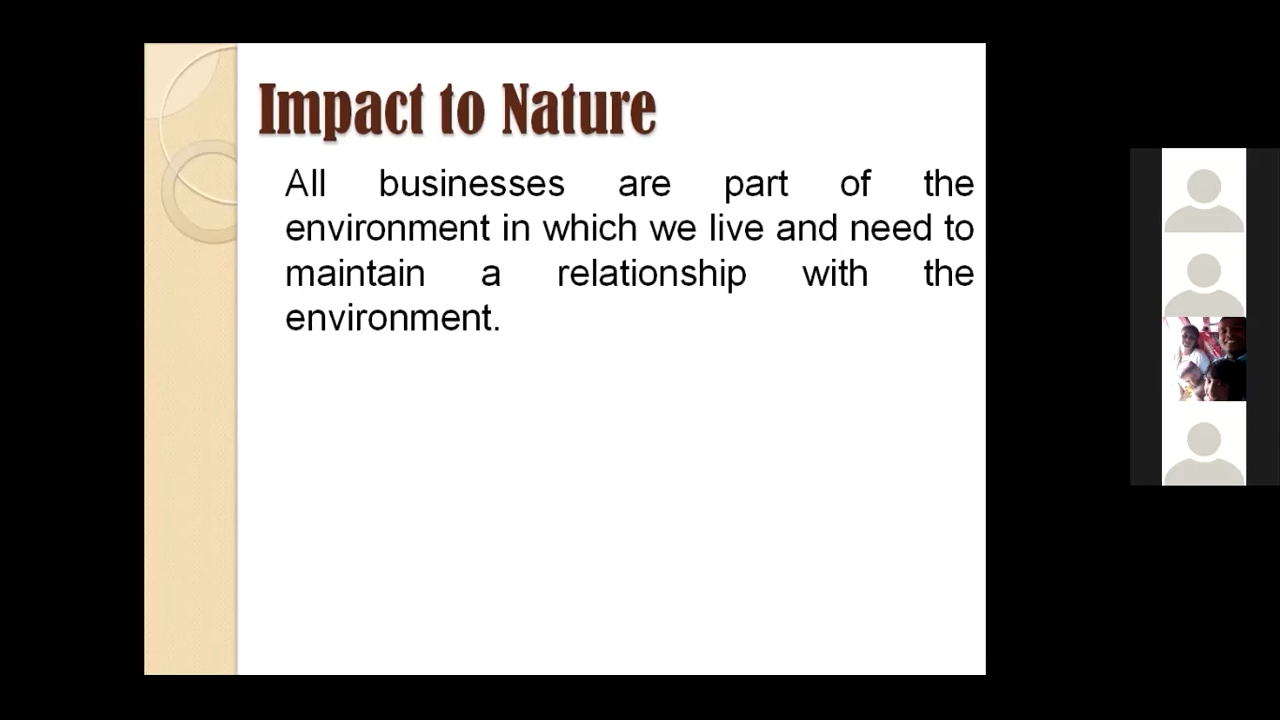 Impact to Nature
All businesses are part of the
environment in which we live and need to
maintain a relationship with the
environment.